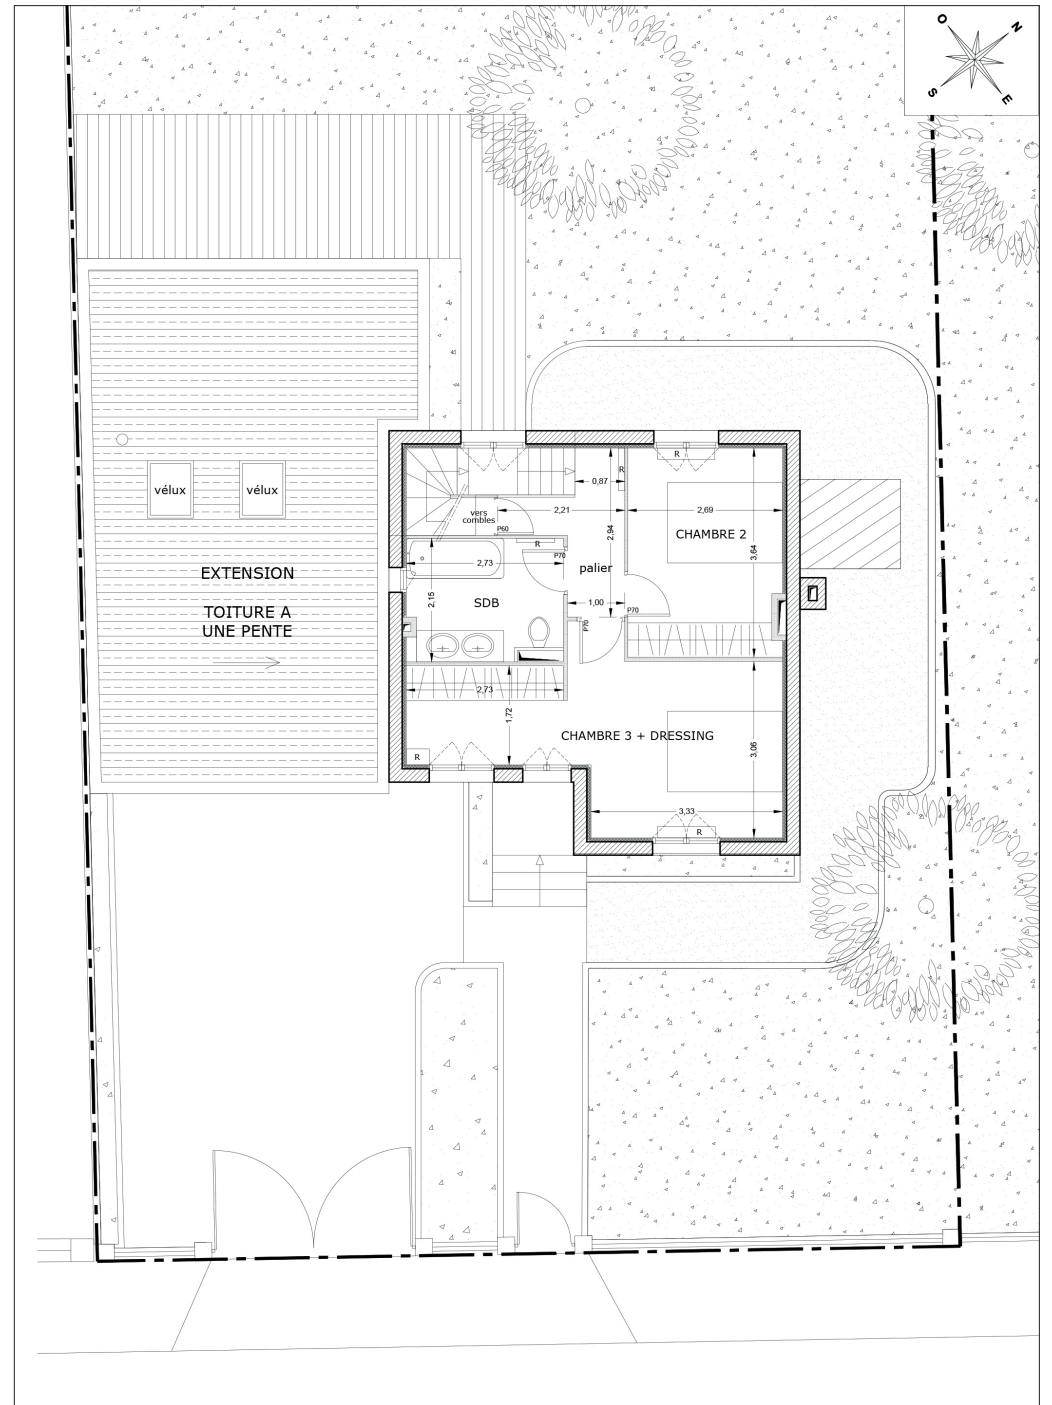 O
N
S
E
vélux
vélux
EXTENSION
TOITURE A
UNE PENTE
R
R
0,87
vers
combles
2,21
2,69
P60
2,94
CHAMBRE 2
R
P70
3,64
2,73
palier
2,15
SDB
1,00
P70
P70
2,73
1,72
CHAMBRE 3 + DRESSING
3,06
R
3,33
R